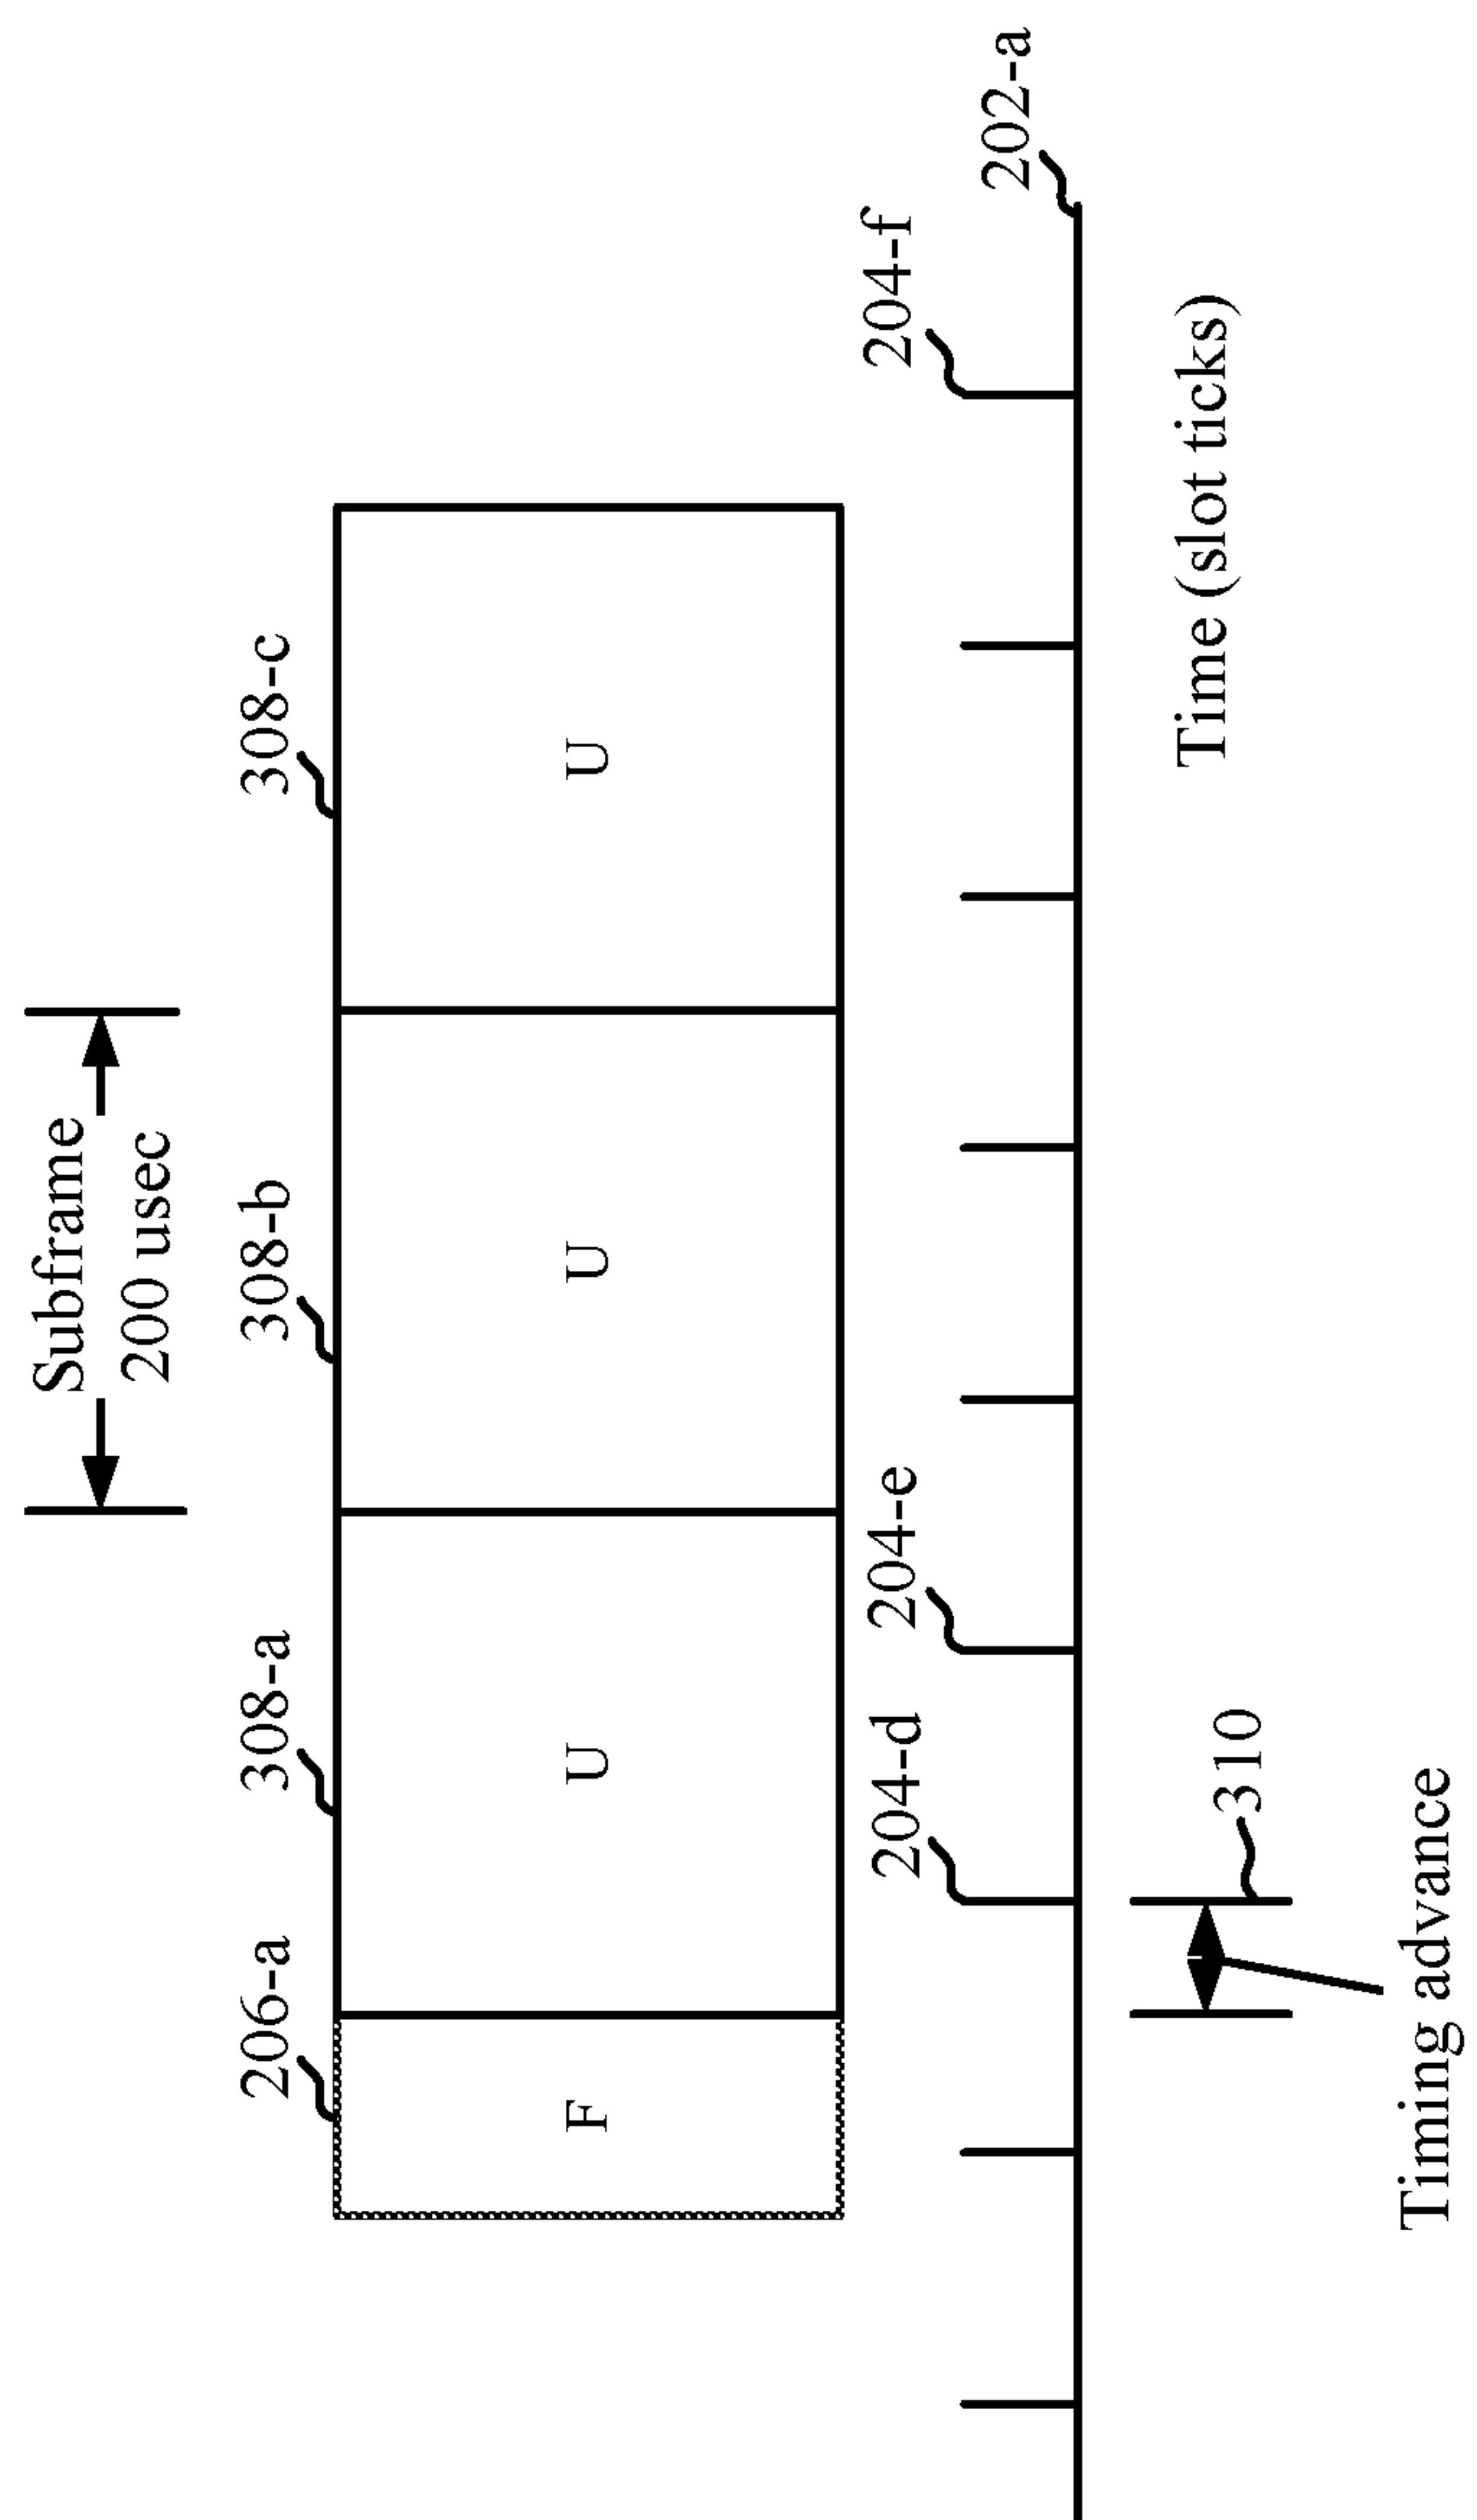 Subframe
200 usec
206-a
308-a
308-b
308-c
F
U
U
U
204-d
204-e
204-f
202-a
310
Time (slot ticks)
Timing advance